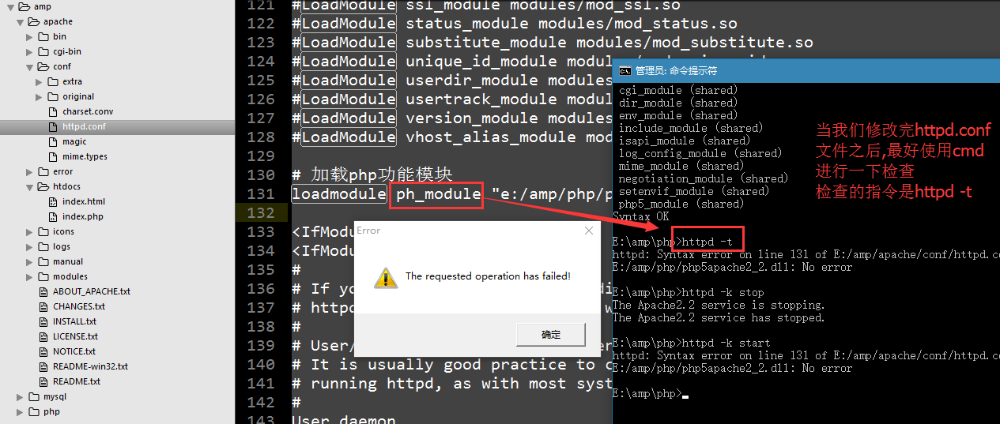 amp
apache
bin
cgi-bin
conf
extra
original
charset.conv
httpd.conf
magic
mime.types
error
htdocs
index.html
index.php
icons
logs
manual
modules
ABOUT_APACHE.txt
CHANGES.txt
INSTALL.txt
LICENSE.txt
NOTICE.txt
README-win32.txt
README.txt
mysql
php
121 #LoadModule ssl_module modules/mod_ssl.so
122 #LoadModule status_module modules/mod_status.so
123 #LoadModule substitute_module modules/mod_substitute.so
124 #LoadModule unique_id_module modul
125 #LoadModule userdir_module modules
126 #LoadModule usertrack_module modul
127 #LoadModule version_module modules
128 #LoadModule vhost_alias_module mod
129
130 # 加载php功能模块
131 loadmodule ph_module "e:/amp/php/p
132
133 <IfModu
134 <IfModu
135 #
136 # If yo
137 # httpd
138 #
139 # User/
140 # It is usually good practice to c
141 # running httpd, as with most syst
142 #
143 User daemon
Error
The requested operation has failed!
确定
管理员: 命令提示符
cgi_module (shared)
dir_module (shared)
env_module (shared)
include_module (shared)
isapi_module (shared)
log_config_module (shared)
mime_module (shared)
negotiation_module (shared)
setenvif_module (shared)
php5_module (shared)
Syntax OK
E:\amp\php>httpd -t
httpd: Syntax error on line 131 of E:/amp/apache/conf/httpd.co
E:/amp/php/php5apache2_2.dll: No error
E:\amp\php>httpd -k stop
The Apache2.2 service is stopping.
The Apache2.2 service has stopped.
E:\amp\php>httpd -k start
httpd: Syntax error on line 131 of E:/amp/apache/conf/httpd.co
E:/amp/php/php5apache2_2.dll: No error
E:\amp\php>
当我们修改完httpd.conf
文件之后,最好使用cmd
进行一下检查
检查的指令是httpd -t